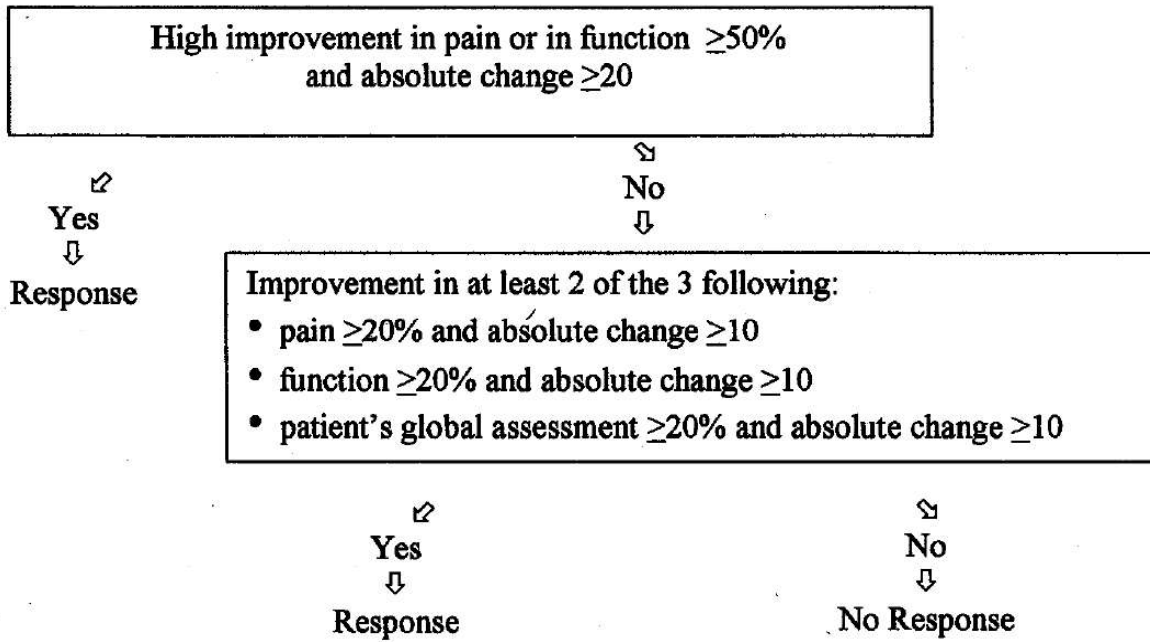 High improvement in pain or in function ≥50%
and absolute change ≥20
No
Yes
Response
Improvement in at least 2 of the 3 following:
• pain ≥20% and absolute change ≥10
• function ≥20% and absolute change ≥10
• patient's global assessment ≥20% and absolute change ≥10
Yes
No
Response
No Response